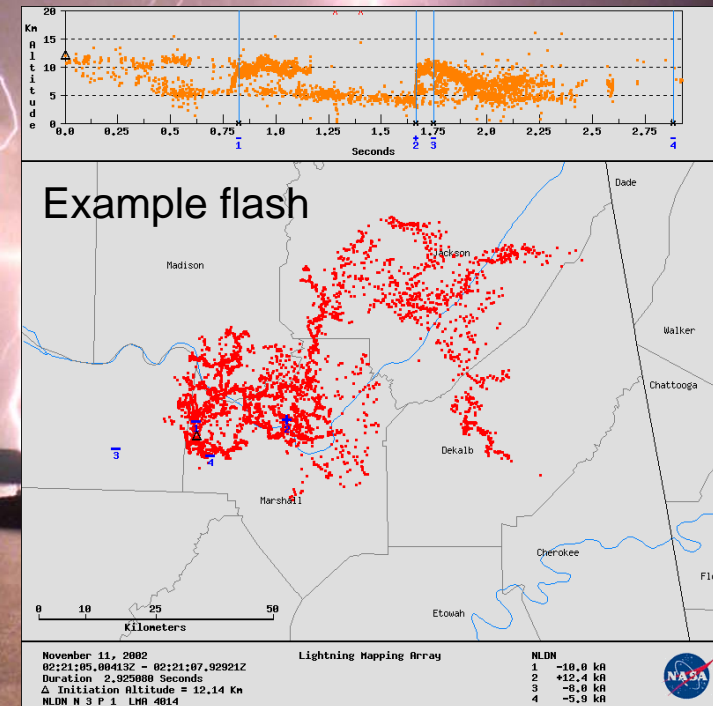 Km
Altitude
20
15
10
5
0
0.0 0.25 0.5 0.75 1.0 1.25 1.5 1.75 2.0 2.25 2.5 2.75
Seconds
1 2 3 4
Example flash
Dade
Madison
Jackson
Walker
Chattooga
3
4
Dekalb
Marshall
Cherokee
Etowah
0 10 25 50
Kilometers
November 11, 2002
02:21:05.00413Z - 02:21:07.92921Z
Duration 2.925080 Seconds
Δ Initiation Altitude = 12.14 Km
NLDN N 3 P 1 LMA 4014
Lightning Mapping Array
NLDN
1 -10.0 kA
2 +12.4 kA
3 -8.0 kA
4 -5.9 kA
NASA